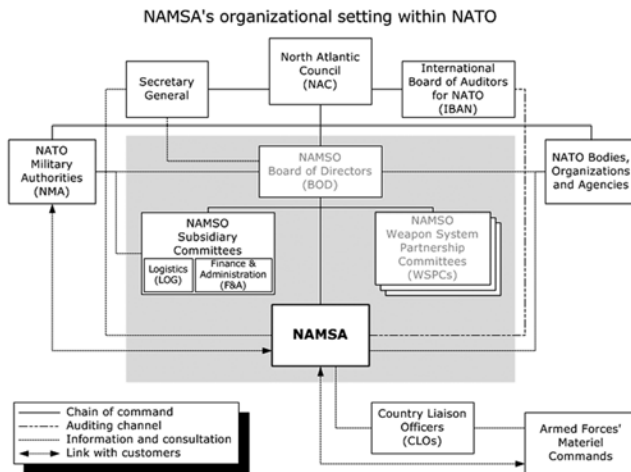 NAMSA's organizational setting within NATO
North Atlantic
Council
(NAC)
Secretary
General
International
Board of Auditors
for NATO
(IBAN)
NATO
Military
Authorities
(NMA)
NAMSO
Board of Directors
(BOD)
NATO Bodies,
Organizations
and Agencies
NAMSO
Subsidiary
Committees
Logistics
(LOG)
Finance &
Administration
(F&A)
NAMSO
Weapon System
Partnership
Committees
(WSPCs)
NAMSA
Chain of command
Auditing channel
Information and consultation
Link with customers
Country Liaison
Officers
(CLOs)
Armed Forces'
Materiel
Commands